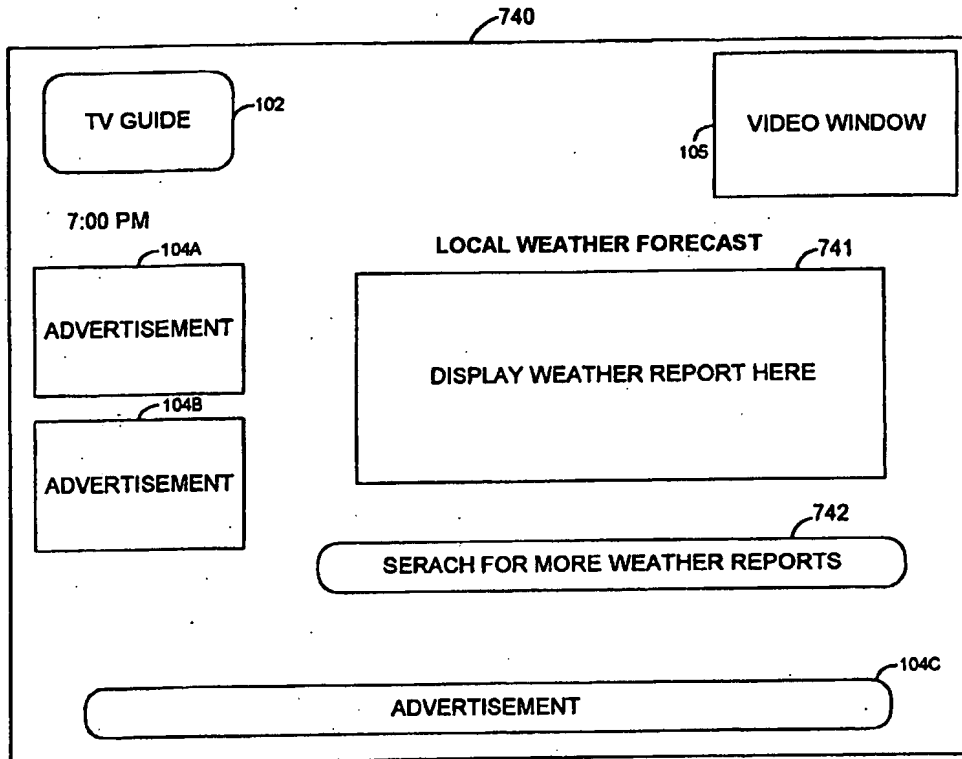 740
TV GUIDE
102
VIDEO WINDOW
105
7:00 PM
LOCAL WEATHER FORECAST
104A
741
ADVERTISEMENT
DISPLAY WEATHER REPORT HERE
104B
ADVERTISEMENT
742
SERACH FOR MORE WEATHER REPORTS
104C
ADVERTISEMENT